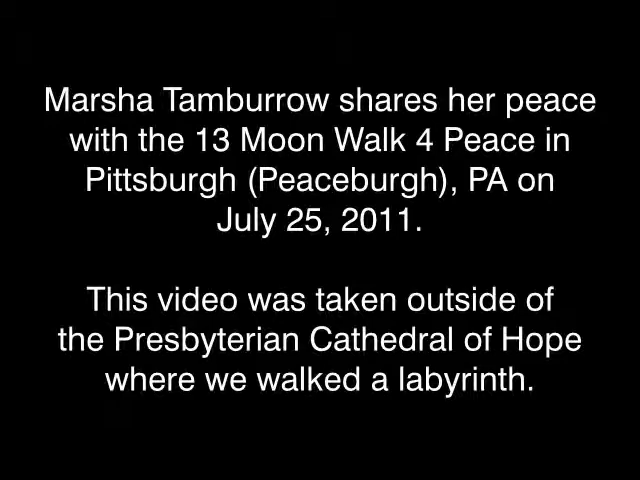 Marsha Tamburrow shares her peace
with the 13 Moon Walk 4 Peace in
Pittsburgh (Peaceburgh), PA on
July 25, 2011.
This video was taken outside of
the Presbyterian Cathedral of Hope
where we walked a labyrinth.